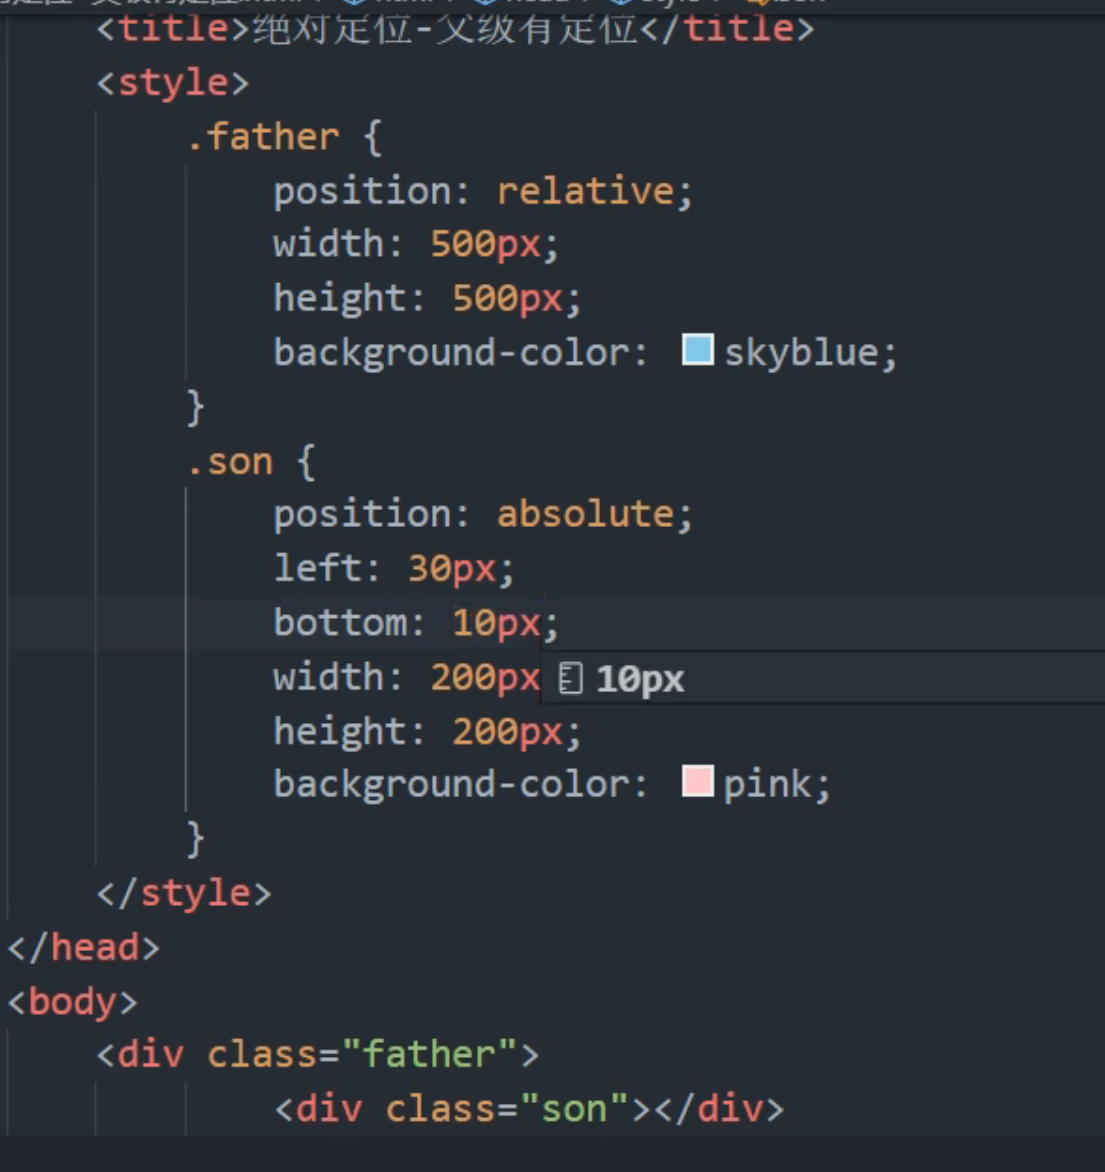 <title>绝对定位-父级有定位</title>
<style>
.father {
position: relative;
width: 500px;
height: 500px;
background-color: skyblue;
}
.son {
position: absolute;
left: 30px;
bottom: 10px;
width: 200px 10px
height: 200px;
background-color: pink;
}
</style>
</head>
<body>
<div class="father">
<div class="son"></div>